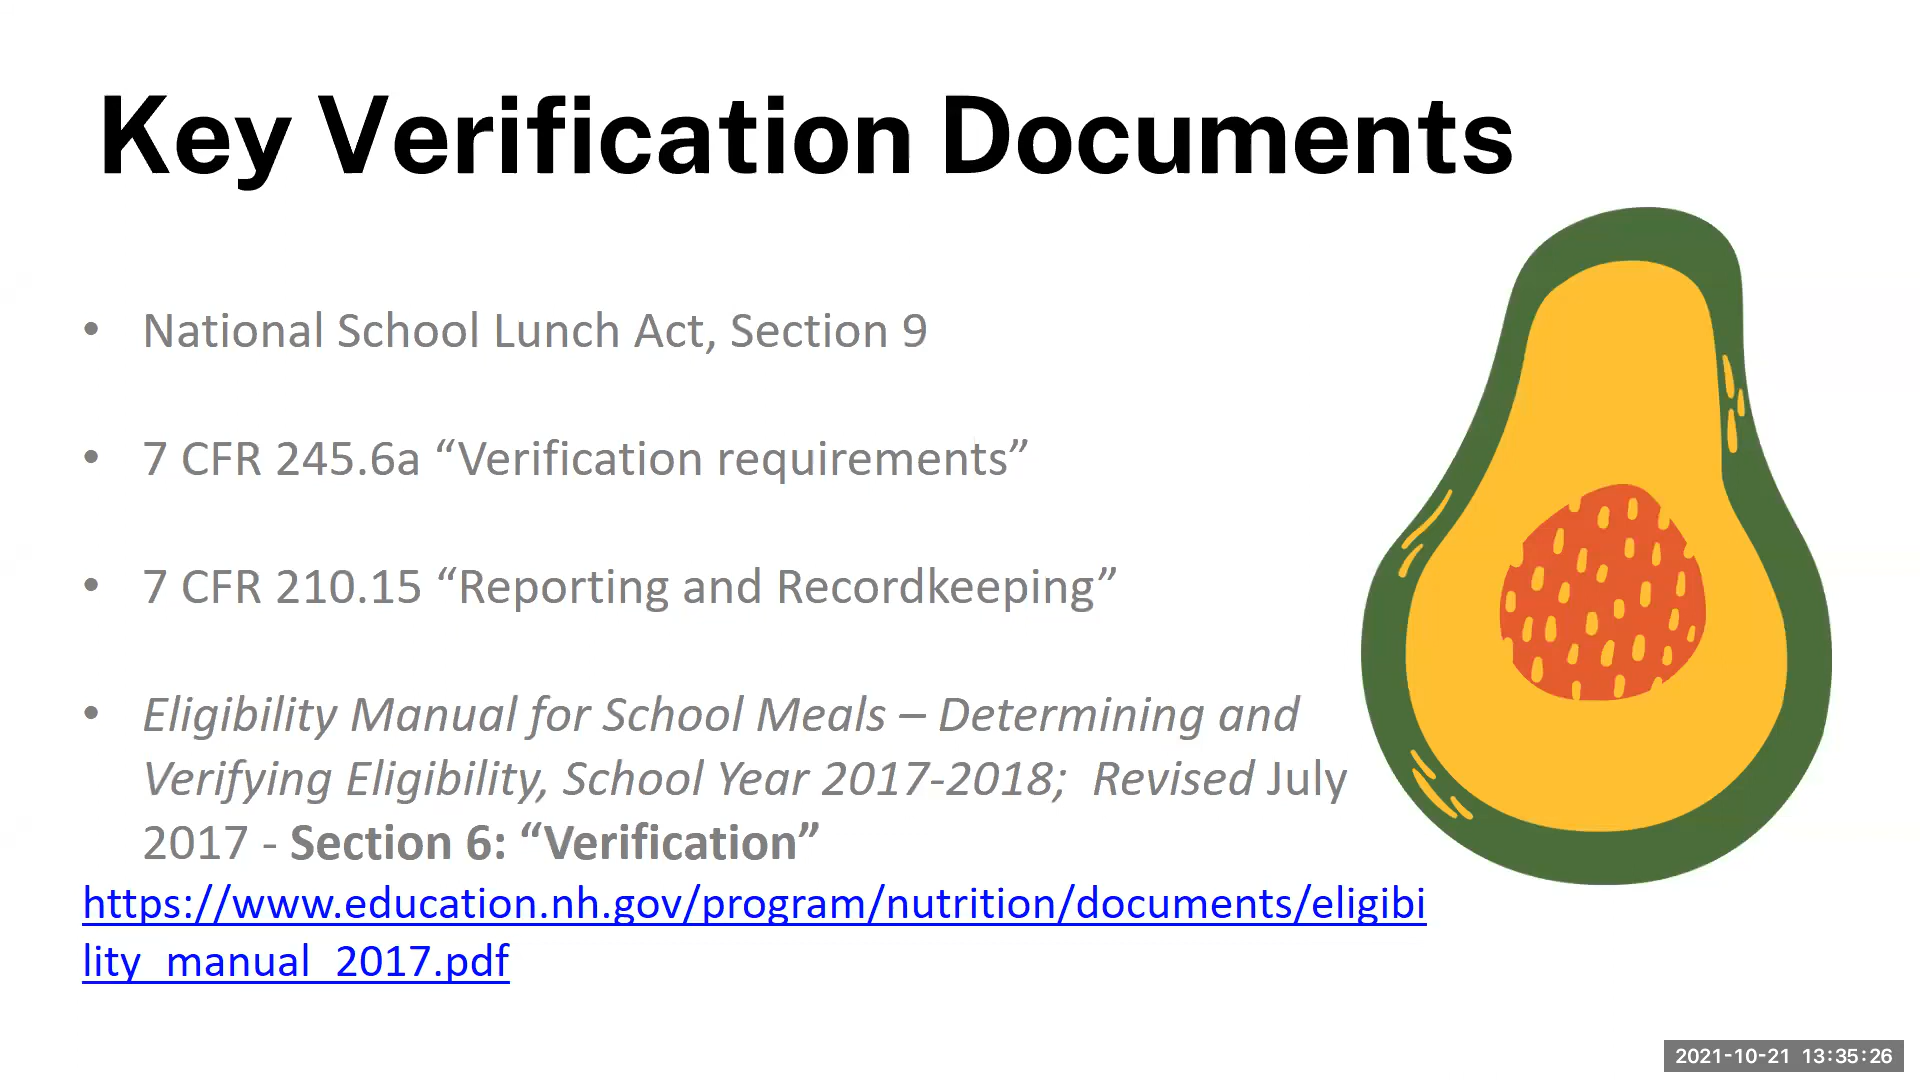 Key Verification Documents
• National School Lunch Act, Section 9
• 7 CFR 245.6a “Verification requirements”
• 7 CFR 210.15 “Reporting and Recordkeeping”
• Eligibility Manual for School Meals – Determining and
Verifying Eligibility, School Year 2017-2018;  Revised July
2017 - Section 6: “Verification”
https://www.education.nh.gov/program/nutrition/documents/eligibi
lity_manual_2017.pdf
2021-10-21 13:35:26